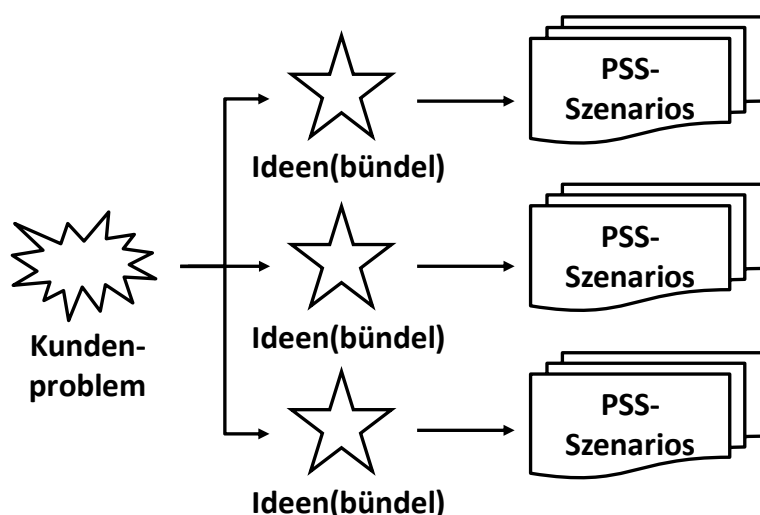 PSS-
Szenarios
Ideen(bündel)
PSS-
Szenarios
Kunden-
problem
Ideen(bündel)
PSS-
Szenarios
Ideen(bündel)